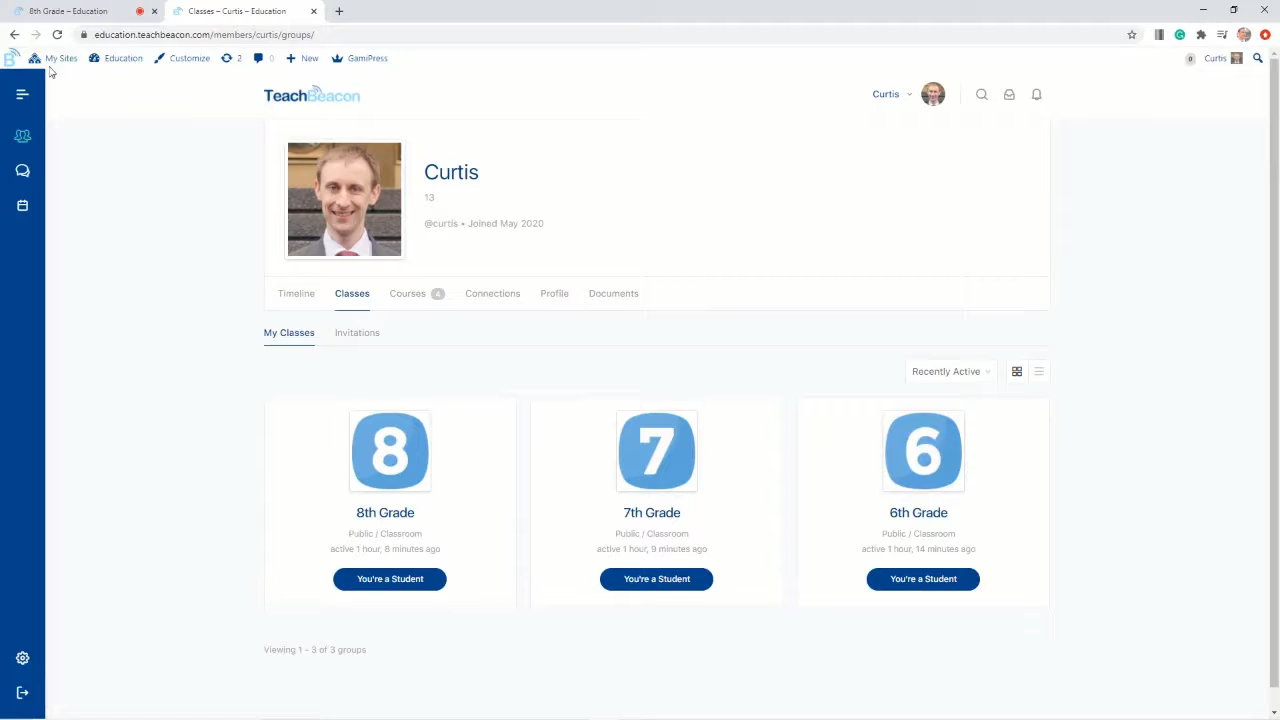 8th Grade – Education
Classes – Curtis – Education
education.teachbeacon.com/members/curtis/groups/
My Sites Education Customize 2 0 New GamiPress
0 Curtis
TeachBeacon
Curtis
Curtis
13
@curtis • Joined May 2020
Timeline Classes Courses 4 Connections Profile Documents
My Classes Invitations
Recently Active
8 7 6
8th Grade 7th Grade 6th Grade
Public / Classroom Public / Classroom Public / Classroom
active 1 hour, 8 minutes ago active 1 hour, 9 minutes ago active 1 hour, 14 minutes ago
You're a Student You're a Student You're a Student
Viewing 1 - 3 of 3 groups